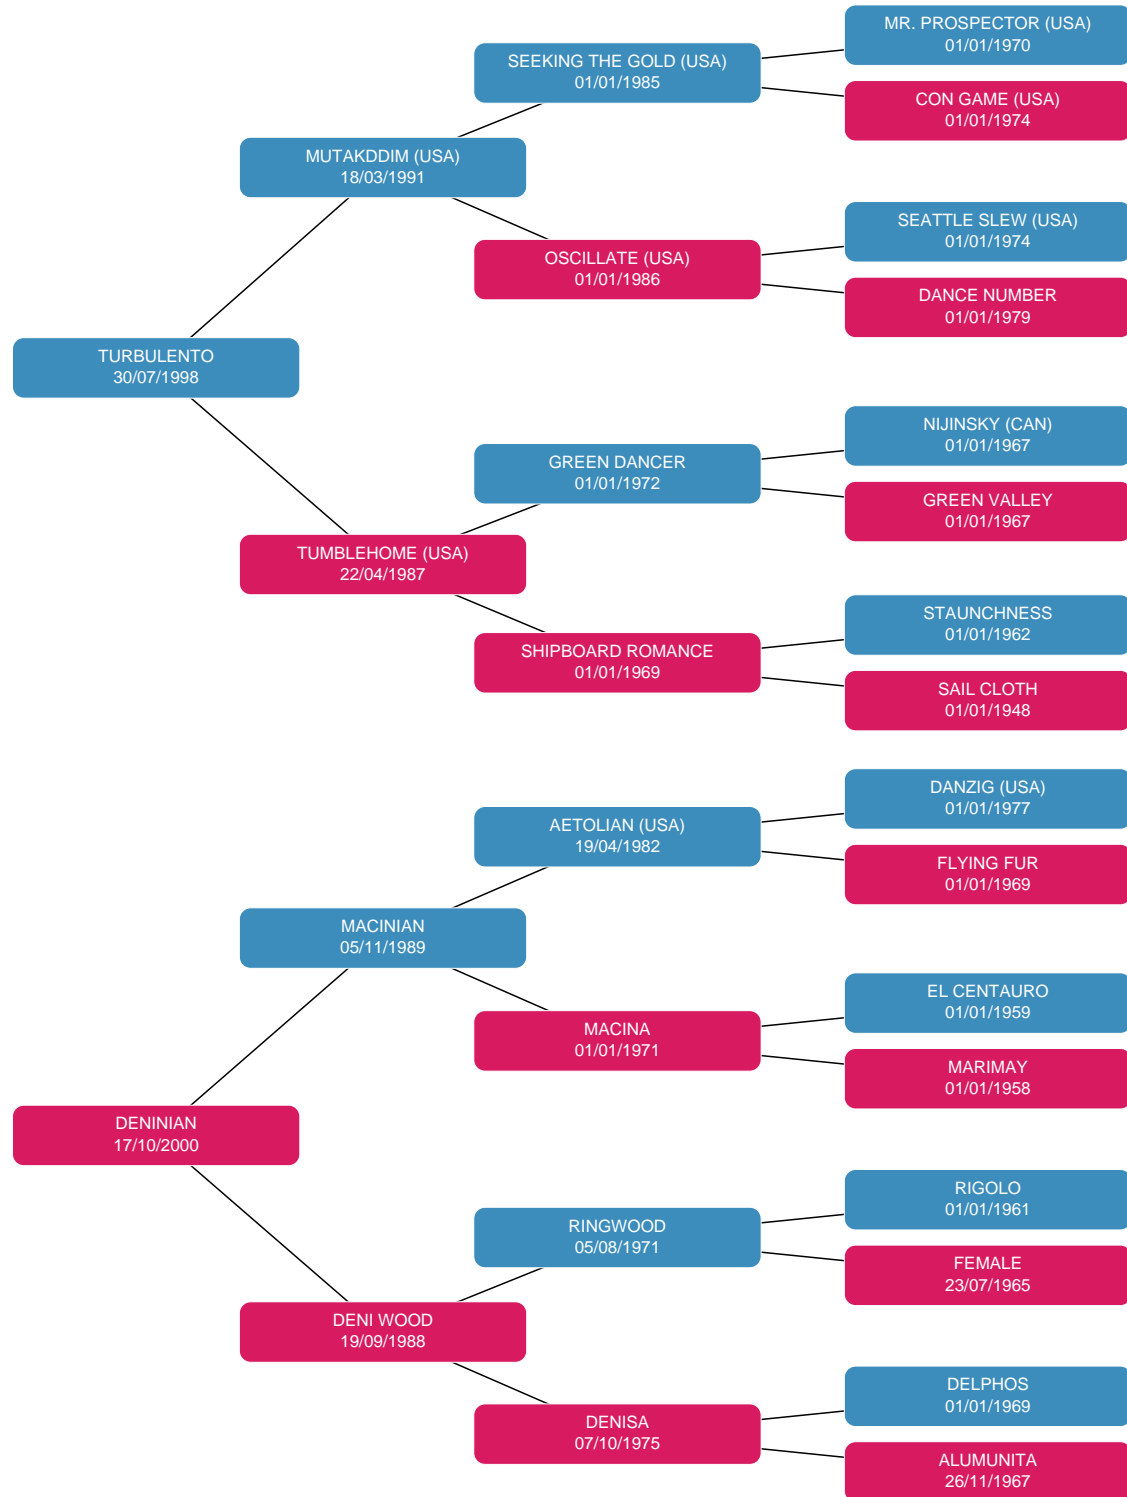 MR. PROSPECTOR (USA)
01/01/1970
SEEKING THE GOLD (USA)
01/01/1985
CON GAME (USA)
01/01/1974
MUTAKDDIM (USA)
18/03/1991
SEATTLE SLEW (USA)
01/01/1974
OSCILLATE (USA)
01/01/1986
DANCE NUMBER
01/01/1979
TURBULENTO
30/07/1998
NIJINSKY (CAN)
01/01/1967
GREEN DANCER
01/01/1972
GREEN VALLEY
01/01/1967
TUMBLEHOME (USA)
22/04/1987
STAUNCHNESS
01/01/1962
SHIPBOARD ROMANCE
01/01/1969
SAIL CLOTH
01/01/1948
DANZIG (USA)
01/01/1977
AETOLIAN (USA)
19/04/1982
FLYING FUR
01/01/1969
MACINIAN
05/11/1989
EL CENTAURO
01/01/1959
MACINA
01/01/1971
MARIMAY
01/01/1958
DENINIAN
17/10/2000
RIGOLO
01/01/1961
RINGWOOD
05/08/1971
FEMALE
23/07/1965
DENI WOOD
19/09/1988
DELPHOS
01/01/1969
DENISA
07/10/1975
ALUMUNITA
26/11/1967